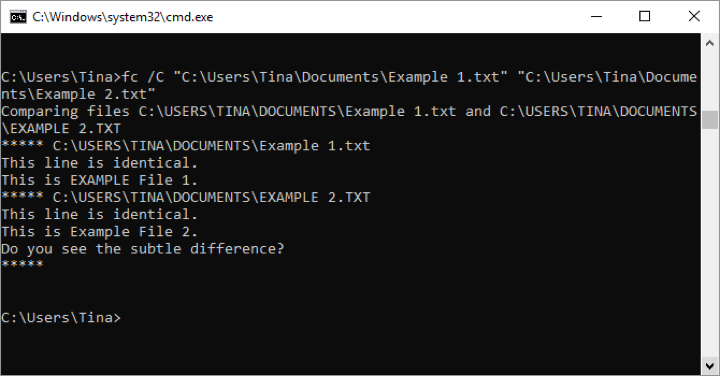 C:\Windows\system32\cmd.exe
C:\Users\Tina>fc /C "C:\Users\Tina\Documents\Example 1.txt" "C:\Users\Tina\Docume
nts\Example 2.txt"
Comparing files C:\USERS\TINA\DOCUMENTS\Example 1.txt and C:\USERS\TINA\DOCUMENTS
\EXAMPLE 2.TXT
***** C:\USERS\TINA\DOCUMENTS\Example 1.txt
This line is identical.
This is EXAMPLE File 1.
***** C:\USERS\TINA\DOCUMENTS\EXAMPLE 2.TXT
This line is identical.
This is Example File 2.
Do you see the subtle difference?
*****
C:\Users\Tina>